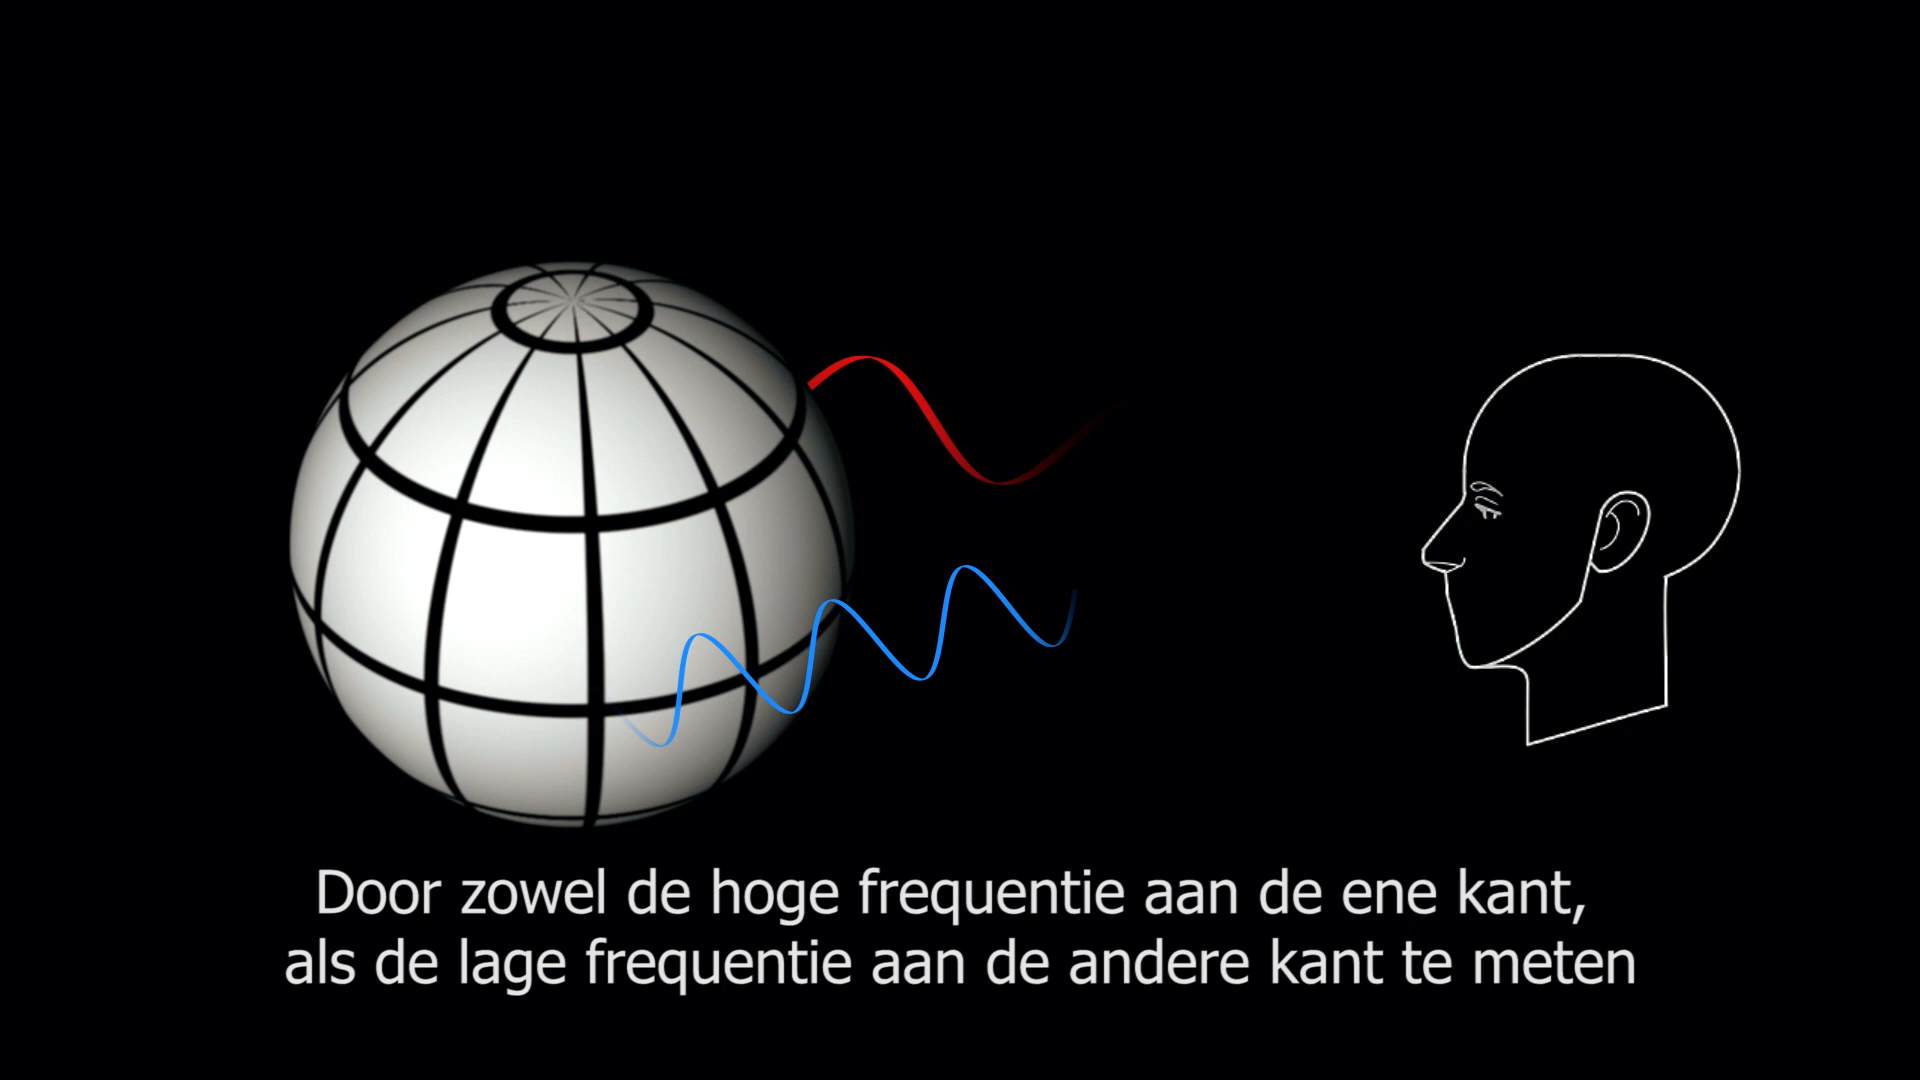 Door zowel de hoge frequentie aan de ene kant,
als de lage frequentie aan de andere kant te meten